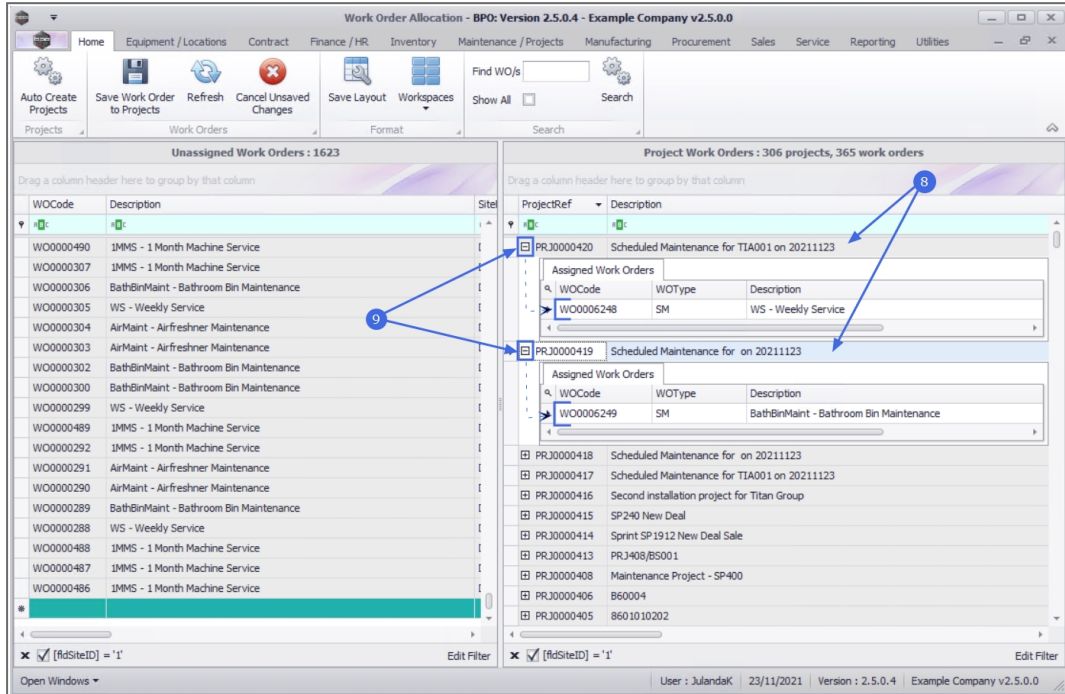 Work Order Allocation - BPO: Version 2.5.0.4 - Example Company v2.5.0.0
Home Equipment / Locations Contract Finance / HR Inventory Maintenance / Projects Manufacturing Procurement Sales Service Reporting Utilities
Auto Create Projects
Save Work Order to Projects
Refresh
Cancel Unsaved Changes
Save Layout
Workspaces
Find WO/s
Show All
Search
Projects Work Orders Format Search
Unassigned Work Orders : 1623
Drag a column header here to group by that column
WOCode Description
WO0000490 1MMS - 1 Month Machine Service
WO0000307 1MMS - 1 Month Machine Service
WO0000306 BathBinMaint - Bathroom Bin Maintenance
WO0000305 WS - Weekly Service
WO0000304 AirMaint - Airfreshner Maintenance
WO0000303 AirMaint - Airfreshner Maintenance
WO0000302 BathBinMaint - Bathroom Bin Maintenance
WO0000300 BathBinMaint - Bathroom Bin Maintenance
WO0000299 WS - Weekly Service
WO0000489 1MMS - 1 Month Machine Service
WO0000292 1MMS - 1 Month Machine Service
WO0000291 AirMaint - Airfreshner Maintenance
WO0000290 AirMaint - Airfreshner Maintenance
WO0000289 BathBinMaint - Bathroom Bin Maintenance
WO0000288 WS - Weekly Service
WO0000488 1MMS - 1 Month Machine Service
WO0000487 1MMS - 1 Month Machine Service
WO0000486 1MMS - 1 Month Machine Service
[fldSiteID] = '1' Edit Filter
Project Work Orders : 306 projects, 365 work orders
Drag a column header here to group by that column
8
ProjectRef Description
PRJ0000420 Scheduled Maintenance for TIA001 on 20211123
Assigned Work Orders
WOCode WOType Description
WO0006248 SM WS - Weekly Service
9
PRJ0000419 Scheduled Maintenance for on 20211123
Assigned Work Orders
WOCode WOType Description
WO0006249 SM BathBinMaint - Bathroom Bin Maintenance
PRJ0000418 Scheduled Maintenance for on 20211123
PRJ0000417 Scheduled Maintenance for TIA001 on 20211123
PRJ0000416 Second installation project for Titan Group
PRJ0000415 SP240 New Deal
PRJ0000414 Sprint SP1912 New Deal Sale
PRJ0000413 PRJ408/BS001
PRJ0000408 Maintenance Project - SP400
PRJ0000406 B60004
PRJ0000405 8601010202
[fldSiteID] = '1' Edit Filter
Open Windows User : JulandaK 23/11/2021 Version : 2.5.0.4 Example Company v2.5.0.0